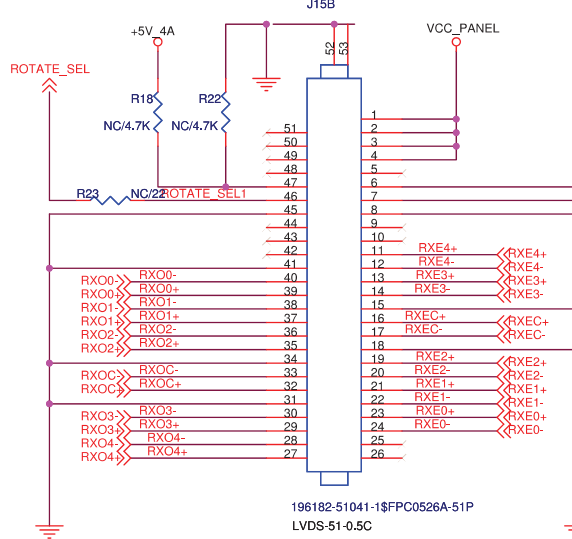 J15B
+5V_4A
VCC_PANEL
52
53
ROTATE_SEL
R18
R22
NC/4.7K
NC/4.7K
R23
NC/22
ROTATE_SEL1
51
50
49
48
47
46
45
44
43
42
41
40
39
38
37
36
35
34
33
32
31
30
29
28
27
1
2
3
4
5
6
7
8
9
10
11
12
13
14
15
16
17
18
19
20
21
22
23
24
25
26
RXO0- RXO0-
RXO0+ RXO0+
RXO1- RXO1-
RXO1+ RXO1+
RXO2- RXO2-
RXO2+ RXO2+
RXOC- RXOC-
RXOC+ RXOC+
RXO3- RXO3-
RXO3+ RXO3+
RXO4- RXO4-
RXO4+ RXO4+
RXE4+ RXE4+
RXE4- RXE4-
RXE3+ RXE3+
RXE3- RXE3-
RXEC+ RXEC+
RXEC- RXEC-
RXE2+ RXE2+
RXE2- RXE2-
RXE1+ RXE1+
RXE1- RXE1-
RXE0+ RXE0+
RXE0- RXE0-
196182-51041-1$FPC0526A-51P
LVDS-51-0.5C